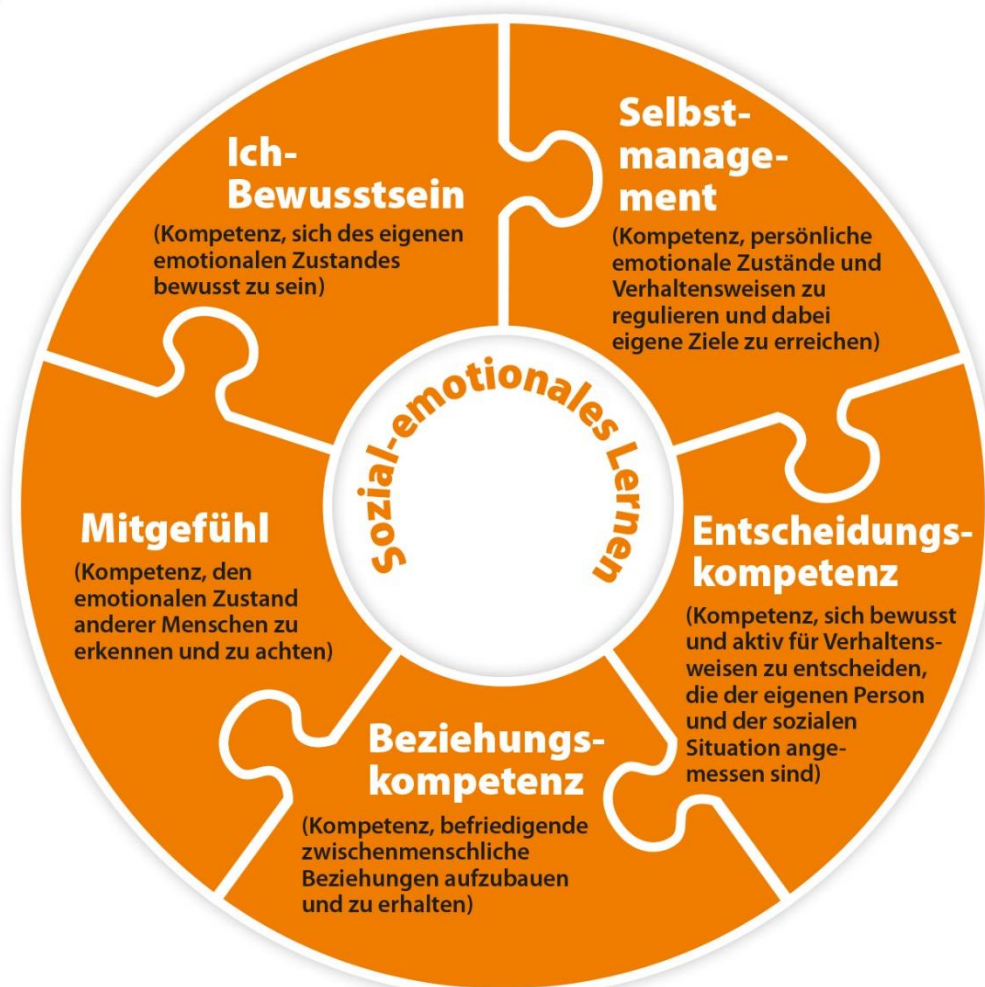 Ich-
Bewusstsein
(Kompetenz, sich des eigenen
emotionalen Zustandes
bewusst zu sein)
Selbst-
manage-
ment
(Kompetenz, persönliche
emotionale Zustände und
Verhaltensweisen zu
regulieren und dabei
eigene Ziele zu erreichen)
Sozial-emotionales Lernen
Mitgefühl
(Kompetenz, den
emotionalen Zustand
anderer Menschen zu
erkennen und zu achten)
Entscheidungs-
kompetenz
(Kompetenz, sich bewusst
und aktiv für Verhaltens-
weisen zu entscheiden,
die der eigenen Person
und der sozialen
Situation ange-
messen sind)
Beziehungs-
kompetenz
(Kompetenz, befriedigende
zwischenmenschliche
Beziehungen aufzubauen
und zu erhalten)